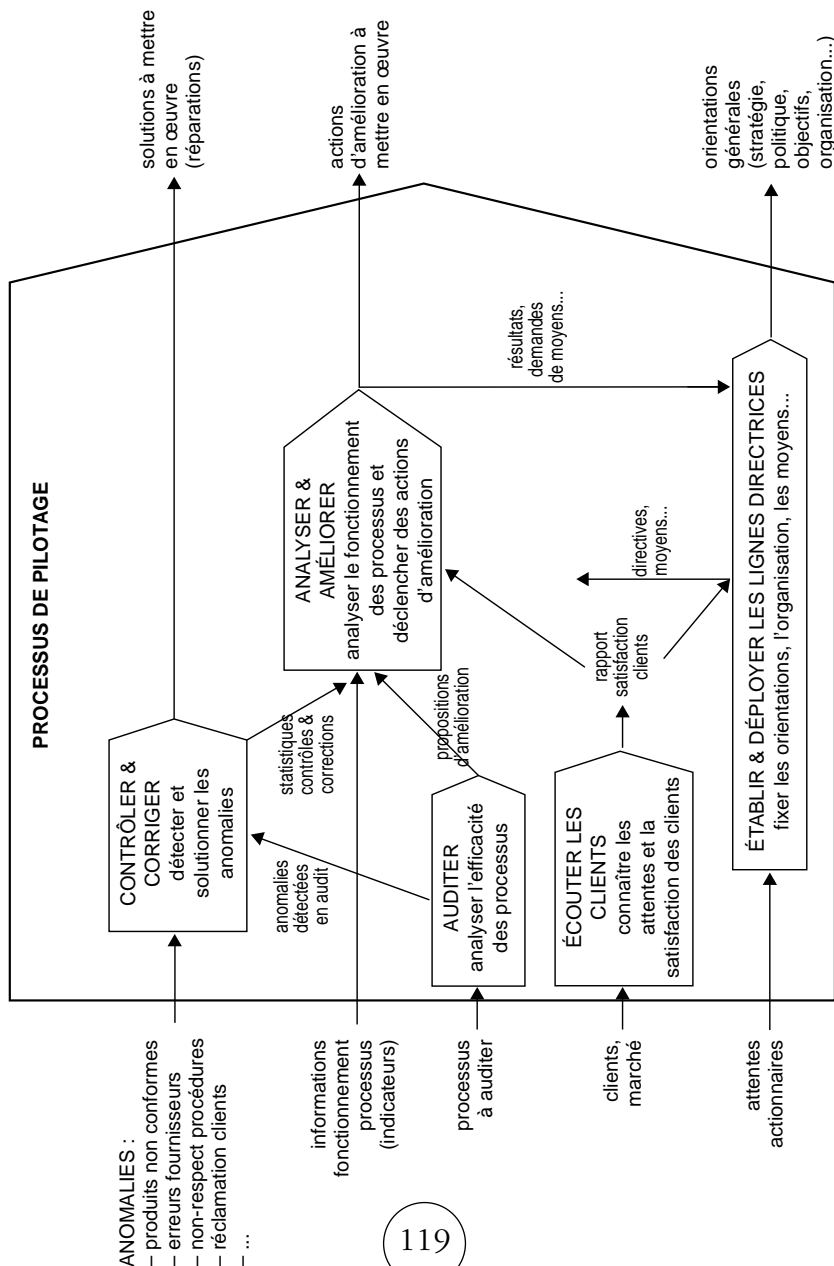 PROCESSUS DE PILOTAGE
ANOMALIES :
– produits non conformes
– erreurs fournisseurs
– non-respect procédures
– réclamation clients
– ...
CONTRÔLER &
CORRIGER
détecter et
solutionner les
anomalies
solutions à mettre
en œuvre
(réparations)
anomalies
détectées
en audit
statistiques
contrôles &
corrections
informations
fonctionnement
processus
(indicateurs)
ANALYSER &
AMÉLIORER
analyser le fonctionnement
des processus et
déclencher des actions
d'amélioration
actions
d'amélioration à
mettre en œuvre
processus
à auditer
AUDITER
analyser l'efficacité
des processus
propositions
d'amélioration
résultats,
demandes
de moyens...
clients,
marché
ÉCOUTER LES
CLIENTS
connaître les
attentes et la
satisfaction des clients
rapport
satisfaction
clients
directives,
moyens...
attentes
actionnaires
ÉTABLIR & DÉPLOYER LES LIGNES DIRECTRICES
fixer les orientations, l'organisation, les moyens...
orientations
générales
(stratégie,
politique,
objectifs,
organisation...)
119